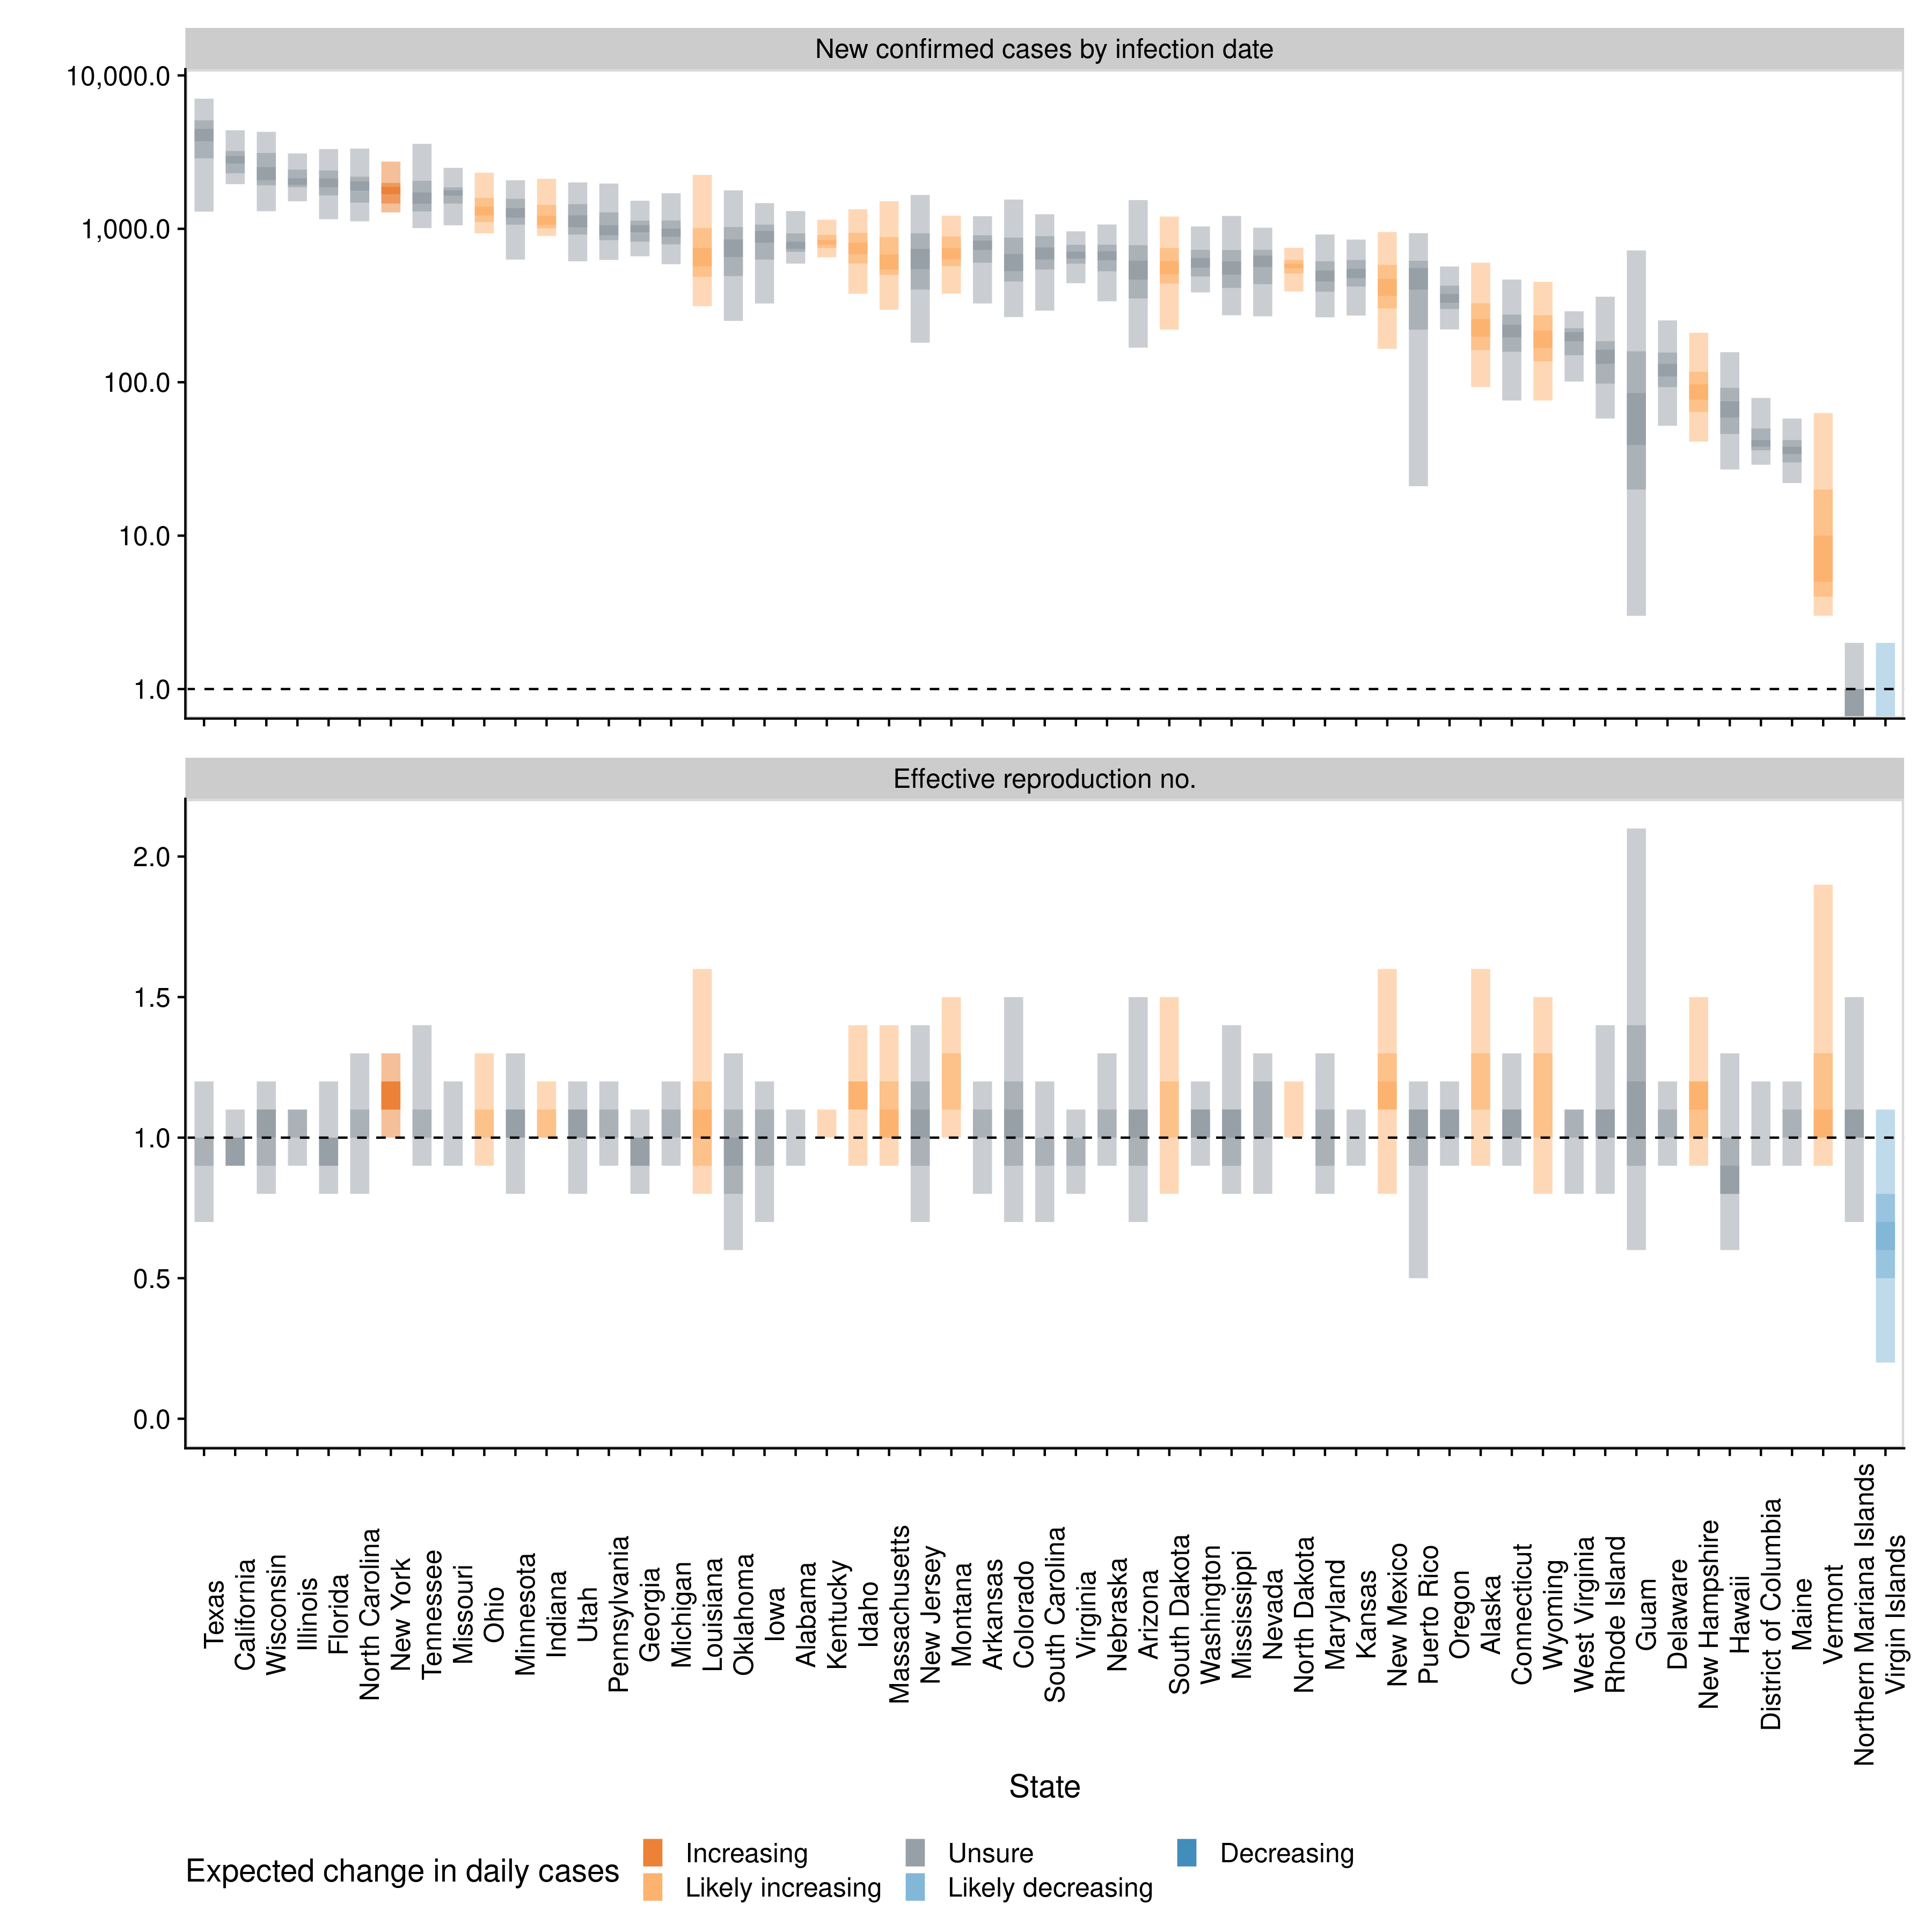 New confirmed cases by infection date
10,000.0
1,000.0
100.0
10.0
1.0
Effective reproduction no.
2.0
1.5
1.0
0.5
0.0
Texas
California
Wisconsin
Illinois
Florida
North Carolina
New York
Tennessee
Missouri
Ohio
Minnesota
Indiana
Utah
Pennsylvania
Georgia
Michigan
Louisiana
Oklahoma
Iowa
Alabama
Kentucky
Idaho
Massachusetts
New Jersey
Montana
Arkansas
Colorado
South Carolina
Virginia
Nebraska
Arizona
South Dakota
Washington
Mississippi
Nevada
North Dakota
Maryland
Kansas
New Mexico
Puerto Rico
Oregon
Alaska
Connecticut
Wyoming
West Virginia
Rhode Island
Guam
Delaware
New Hampshire
Hawaii
District of Columbia
Maine
Vermont
Northern Mariana Islands
Virgin Islands
State
Expected change in daily cases
Increasing
Likely increasing
Unsure
Likely decreasing
Decreasing